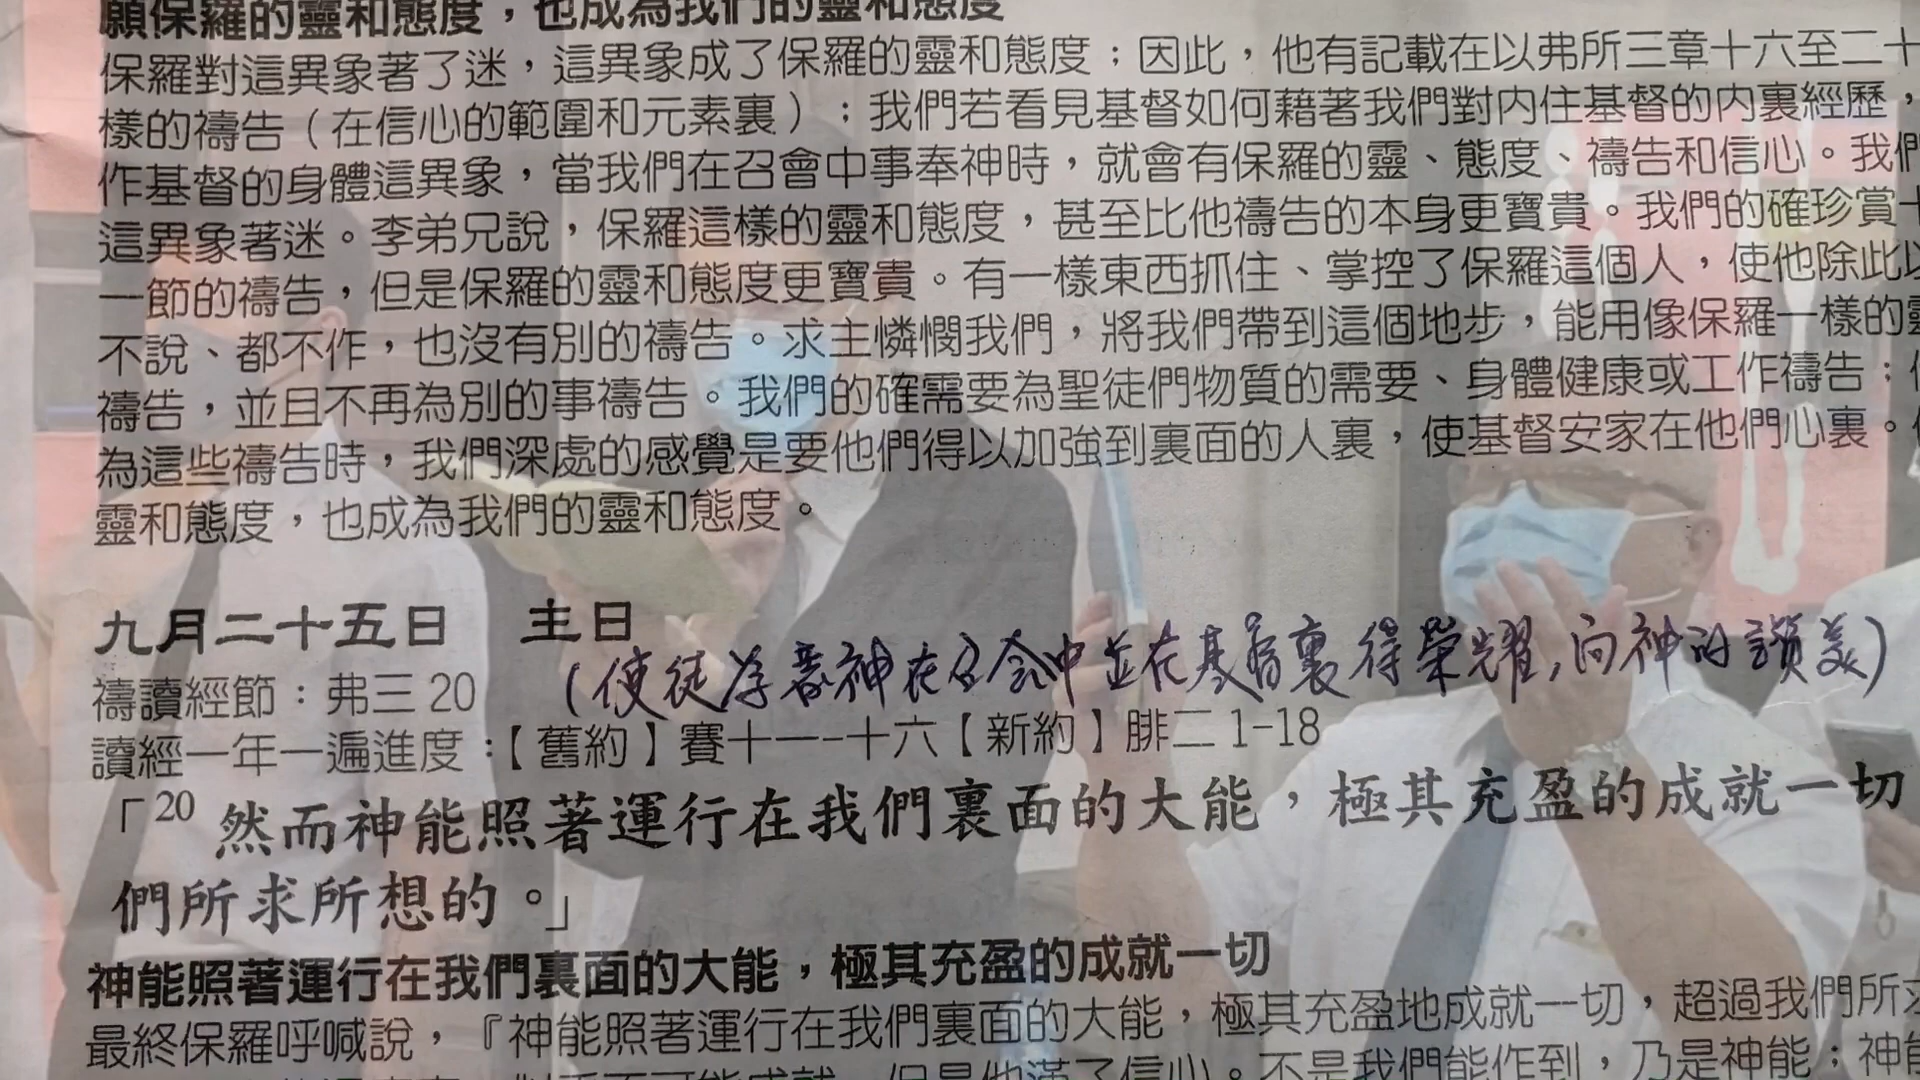 願保羅的靈和態度，也成為我們的靈和態度
保羅對這異象著了迷，這異象成了保羅的靈和態度；因此，他有記載在以弗所三章十六至二十
樣的禱告（在信心的範圍和元素裏）：我們若看見基督如何藉著我們對內住基督的內裏經歷，
作基督的身體這異象，當我們在召會中事奉神時，就會有保羅的靈、態度、禱告和信心。我們
這異象著迷。李弟兄說，保羅這樣的靈和態度，甚至比他禱告的本身更寶貴。我們的確珍賞十
一節的禱告，但是保羅的靈和態度更寶貴。有一樣東西抓住、掌控了保羅這個人，使他除此以
不說、都不作，也沒有別的禱告。求主憐憫我們，將我們帶到這個地步，能用像保羅一樣的靈
禱告，並且不再為別的事禱告。我們的確需要為聖徒們物質的需要、身體健康或工作禱告；但
為這些禱告時，我們深處的感覺是要他們得以加強到裏面的人裏，使基督安家在他們心裏。
靈和態度，也成為我們的靈和態度。
九月二十五日 主日
（使徒為著神在召會中並在基督裏得榮耀，向神的讚美）
禱讀經節：弗三 20
讀經一年一遍進度：【舊約】賽十一–十六【新約】腓二 1-18
「20 然而神能照著運行在我們裏面的大能，極其充盈的成就一切
們所求所想的。」
神能照著運行在我們裏面的大能，極其充盈的成就一切
最終保羅呼喊說，『神能照著運行在我們裏面的大能，極其充盈地成就一切，超過我們所求
不是我們能作到，乃是神能；神能